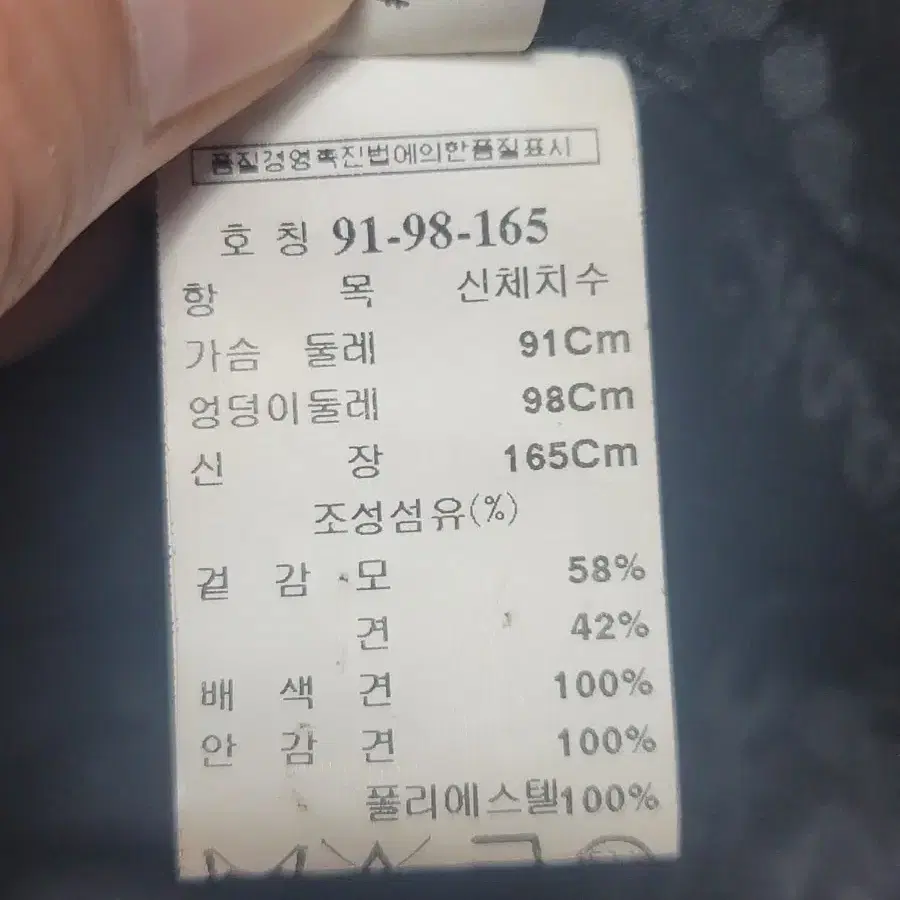 품질경영촉진법에의한품질표시
호 칭 91-98-165
항 목 신체치수
가슴 둘레 91Cm
엉덩이둘레 98Cm
신 장 165Cm
조성섬유(%)
겉 감 모 58%
견 42%
배 색 견 100%
안 감 견 100%
폴리에스텔100%